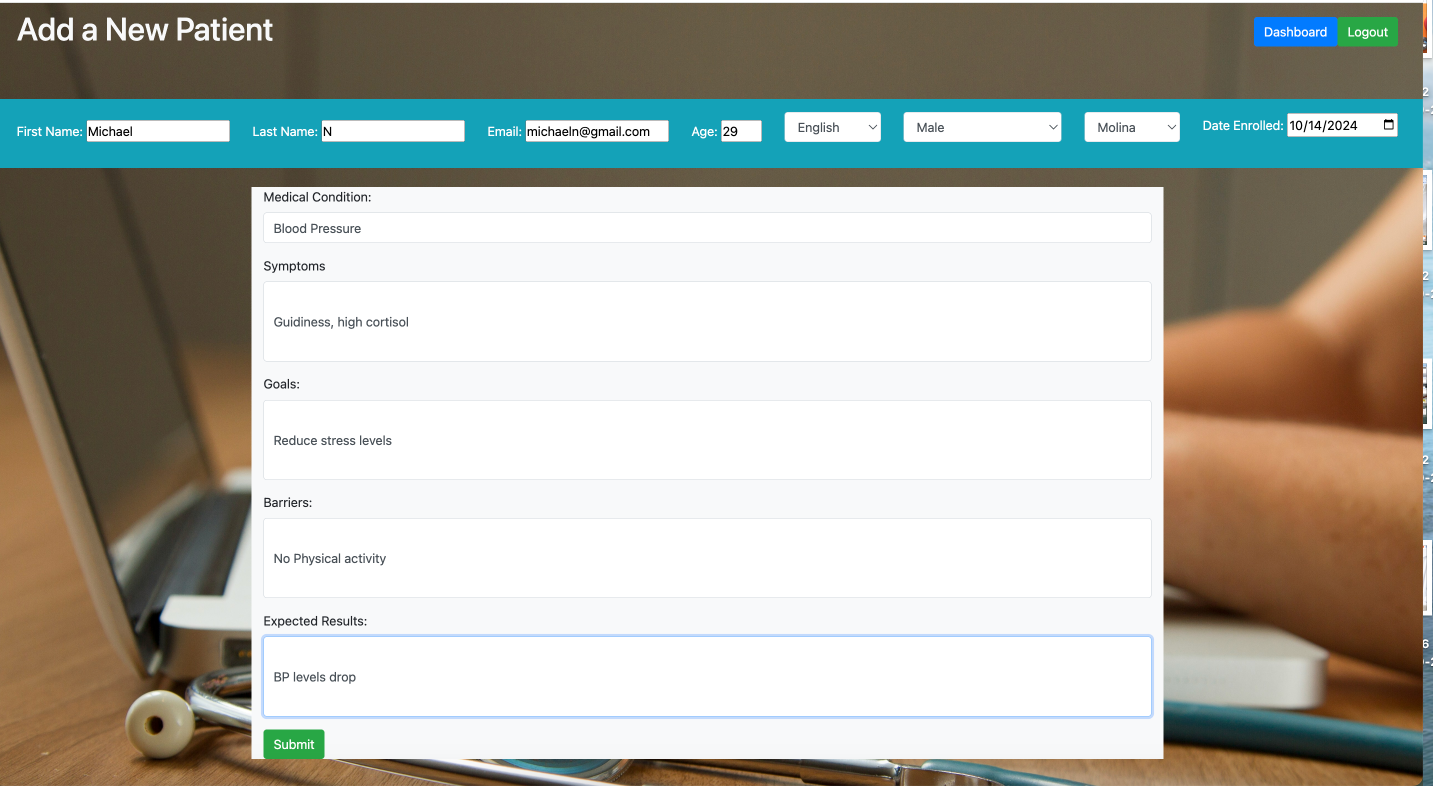 Add a New Patient
Dashboard Logout
First Name: Michael Last Name: N Email: michaeln@gmail.com Age: 29 English Male Molina Date Enrolled: 10/14/2024
Medical Condition:
Blood Pressure
Symptoms
Guidiness, high cortisol
Goals:
Reduce stress levels
Barriers:
No Physical activity
Expected Results:
BP levels drop
Submit